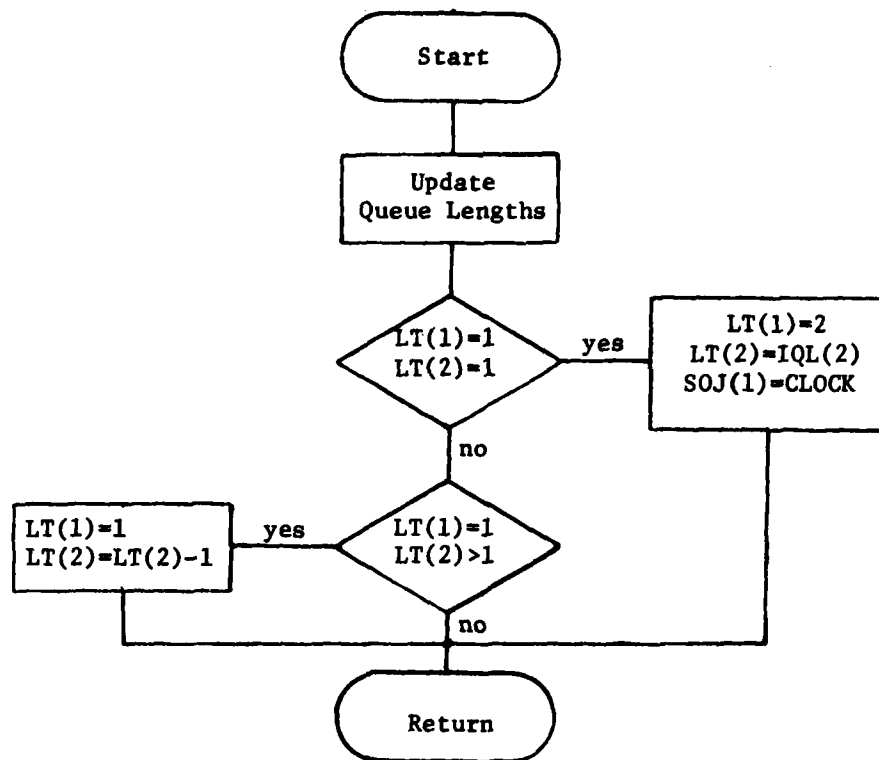 Start
Update
Queue Lengths
LT(1)=1
LT(2)=1
yes
LT(1)=2
LT(2)=IQL(2)
SOJ(1)=CLOCK
no
LT(1)=1
LT(2)=LT(2)-1
yes
LT(1)=1
LT(2)>1
no
Return